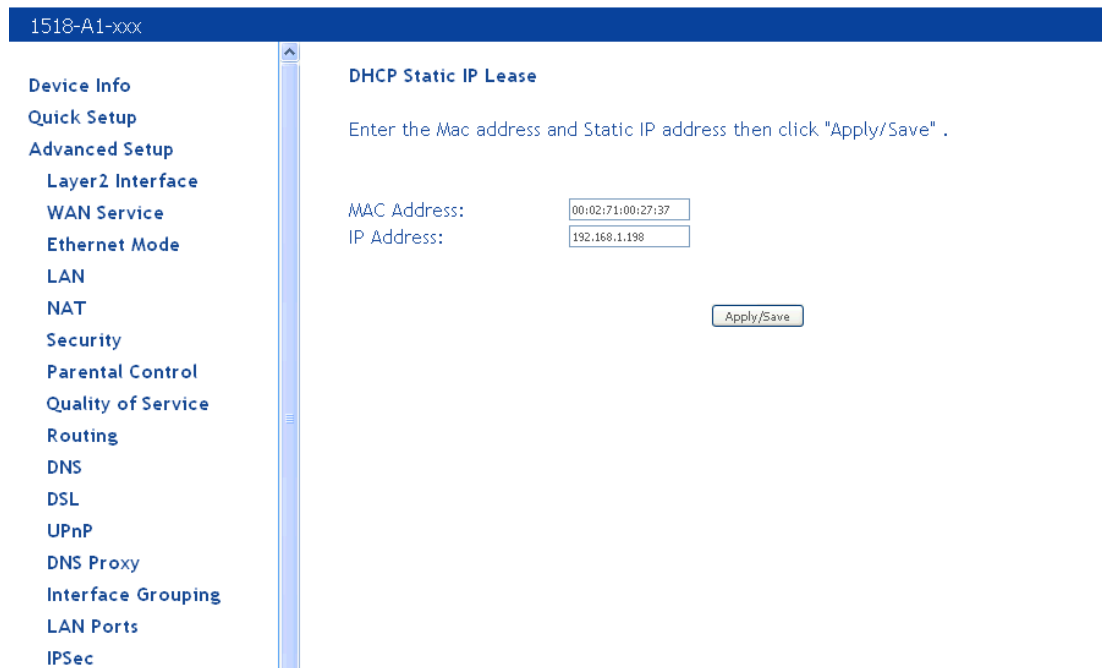 1518-A1-xxx
Device Info
Quick Setup
Advanced Setup
Layer2 Interface
WAN Service
Ethernet Mode
LAN
NAT
Security
Parental Control
Quality of Service
Routing
DNS
DSL
UPnP
DNS Proxy
Interface Grouping
LAN Ports
IPSec
DHCP Static IP Lease
Enter the Mac address and Static IP address then click "Apply/Save" .
MAC Address: 00:02:71:00:27:37
IP Address: 192.168.1.198
Apply/Save